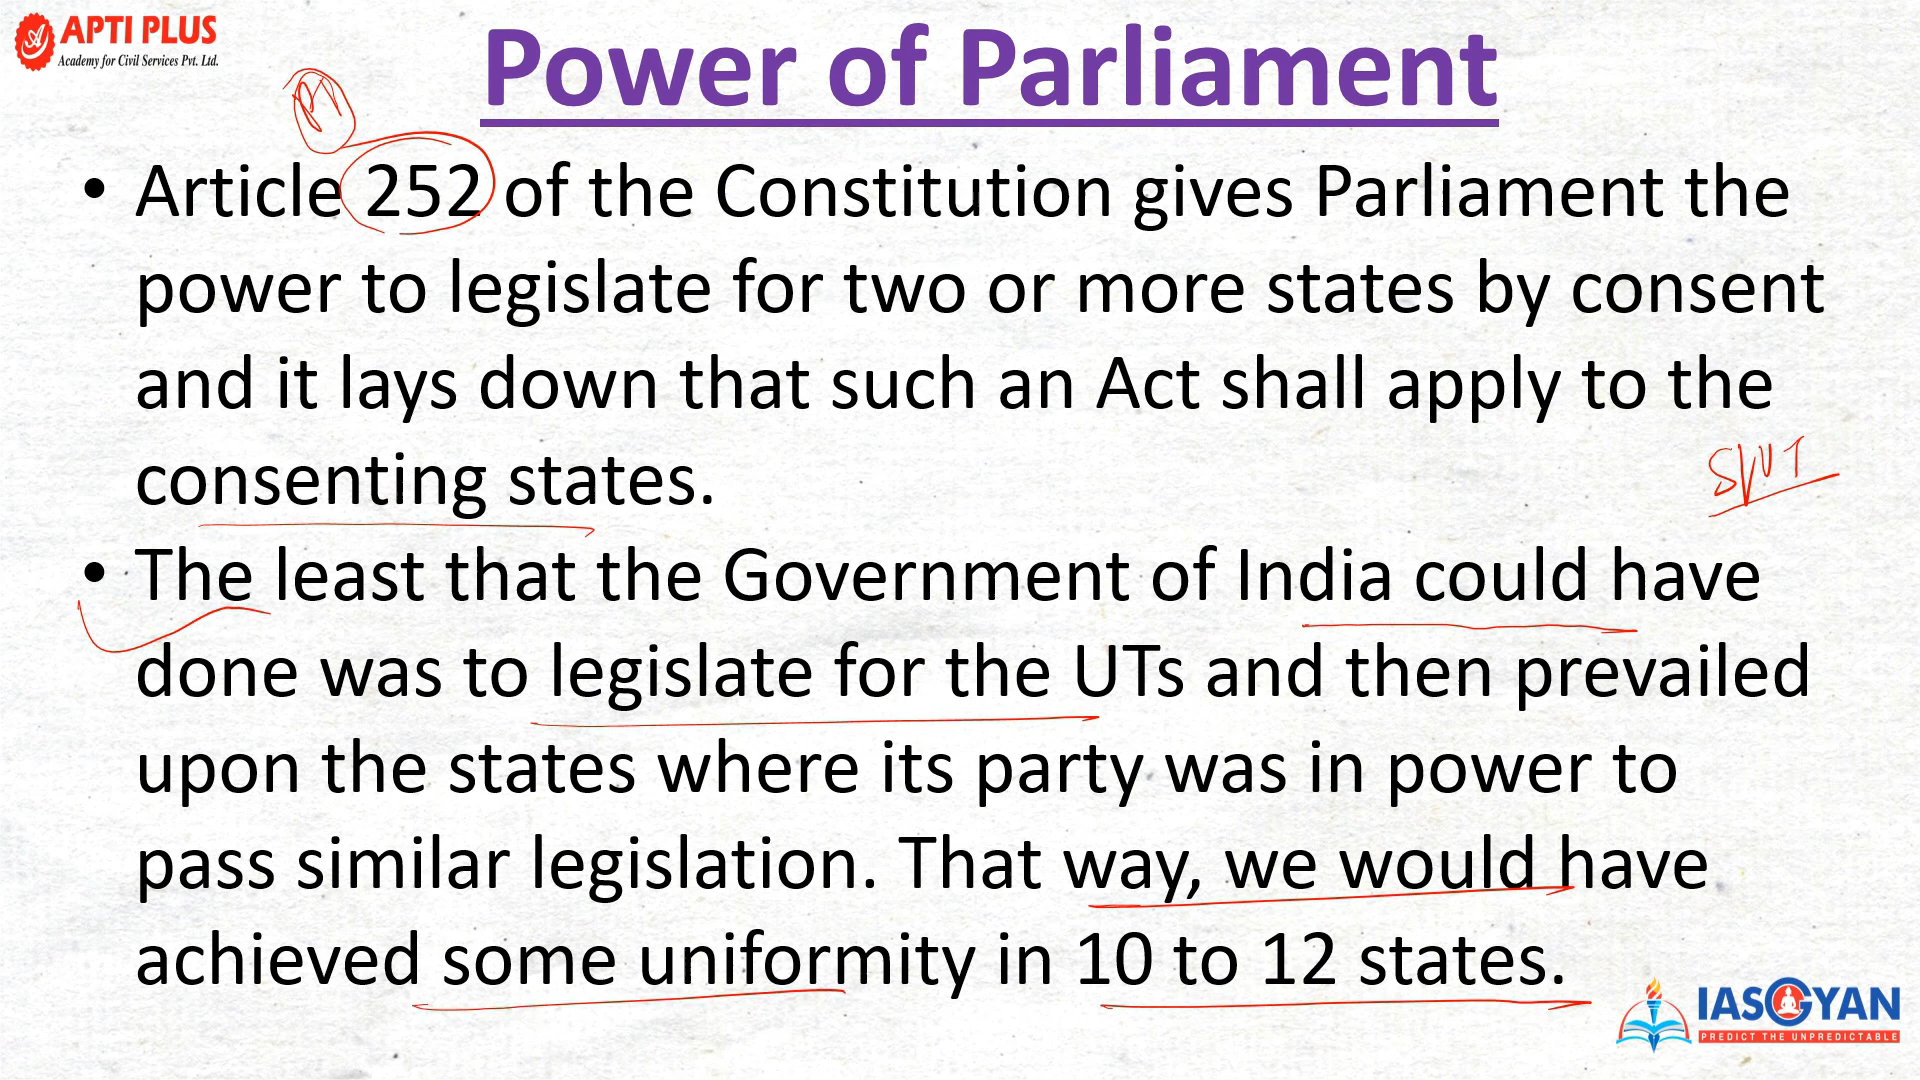 APTI PLUS
Academy for Civil Services Pvt. Ltd.
Power of Parliament
• Article 252 of the Constitution gives Parliament the
power to legislate for two or more states by consent
and it lays down that such an Act shall apply to the
consenting states.
• The least that the Government of India could have
done was to legislate for the UTs and then prevailed
upon the states where its party was in power to
pass similar legislation. That way, we would have
achieved some uniformity in 10 to 12 states.
IASGYAN
PREDICT THE UNPREDICTABLE